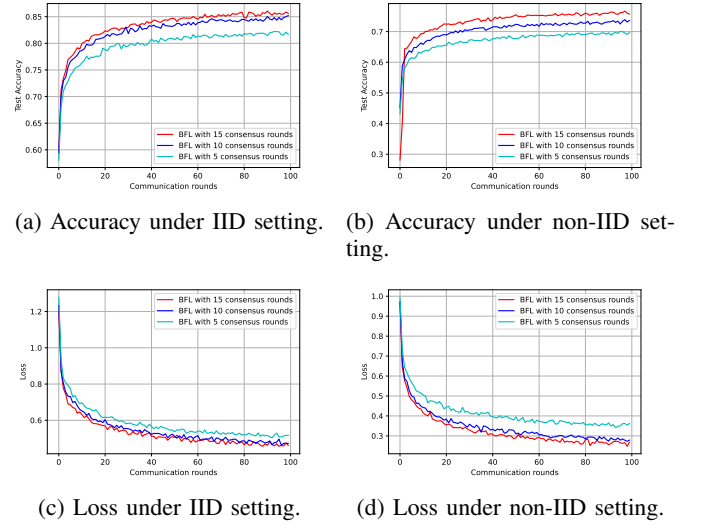 0.85
0.80
0.75
0.70
0.65
0.60
Test Accuracy
0 20 40 60 80 100
Communication rounds
BFL with 15 consensus rounds
BFL with 10 consensus rounds
BFL with 5 consensus rounds
0.7
0.6
0.5
0.4
0.3
Test Accuracy
0 20 40 60 80 100
Communication rounds
BFL with 15 consensus rounds
BFL with 10 consensus rounds
BFL with 5 consensus rounds
(a) Accuracy under IID setting.
(b) Accuracy under non-IID set-
ting.
1.2
1.0
0.8
0.6
Loss
0 20 40 60 80 100
Communication rounds
BFL with 15 consensus rounds
BFL with 10 consensus rounds
BFL with 5 consensus rounds
1.0
0.9
0.8
0.7
0.6
0.5
0.4
0.3
Loss
0 20 40 60 80 100
Communication rounds
BFL with 15 consensus rounds
BFL with 10 consensus rounds
BFL with 5 consensus rounds
(c) Loss under IID setting.
(d) Loss under non-IID setting.